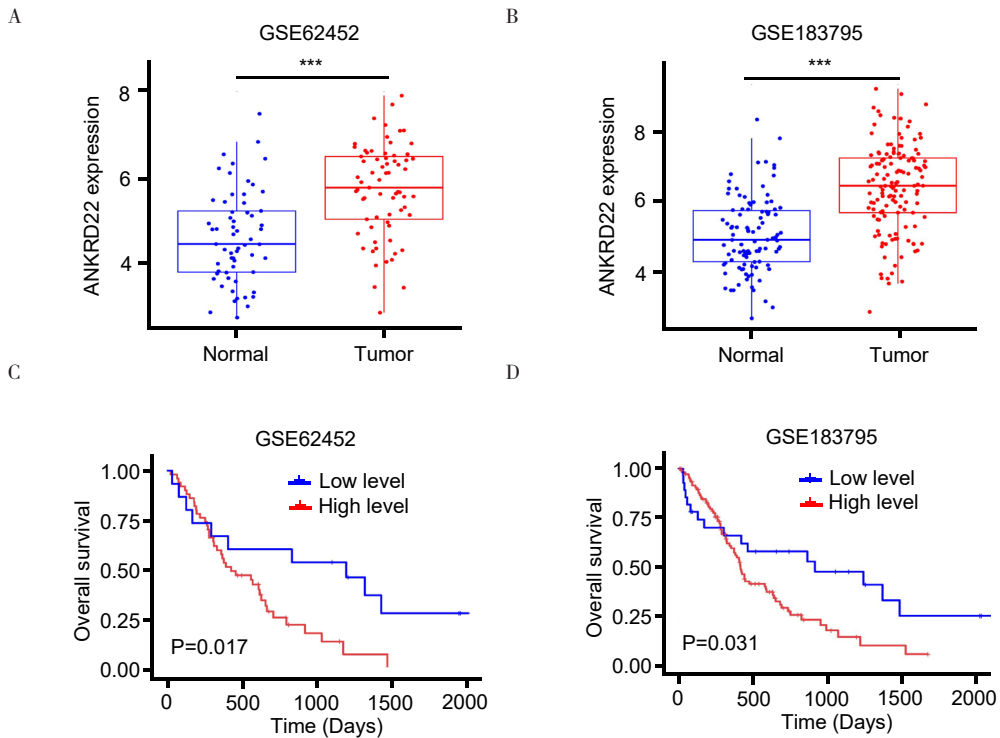 A
GSE62452
***
ANKRD22 expression
8
6
4
Normal
Tumor
B
GSE183795
***
ANKRD22 expression
8
6
4
Normal
Tumor
C
GSE62452
Low level
High level
Overall survival
1.00
0.75
0.50
0.25
0.00
P=0.017
0
500
1000
1500
2000
Time (Days)
D
GSE183795
Low level
High level
Overall survival
1.00
0.75
0.50
0.25
0.00
P=0.031
0
500
1000
1500
2000
Time (Days)